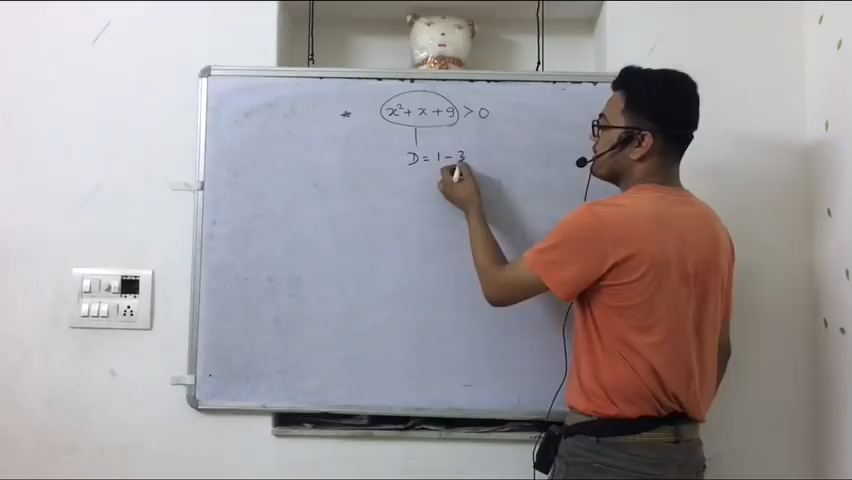 * x² + x + 9 > 0
D = 1 - 3